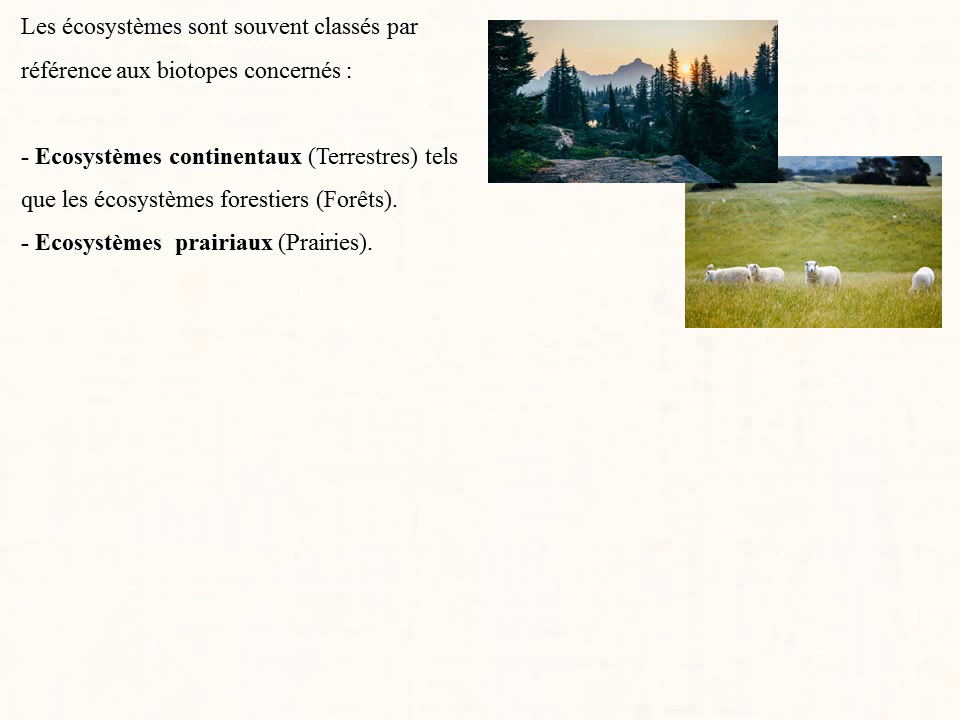 Les écosystèmes sont souvent classés par
référence aux biotopes concernés :
- Ecosystèmes continentaux (Terrestres) tels
que les écosystèmes forestiers (Forêts).
- Ecosystèmes  prairiaux (Prairies).